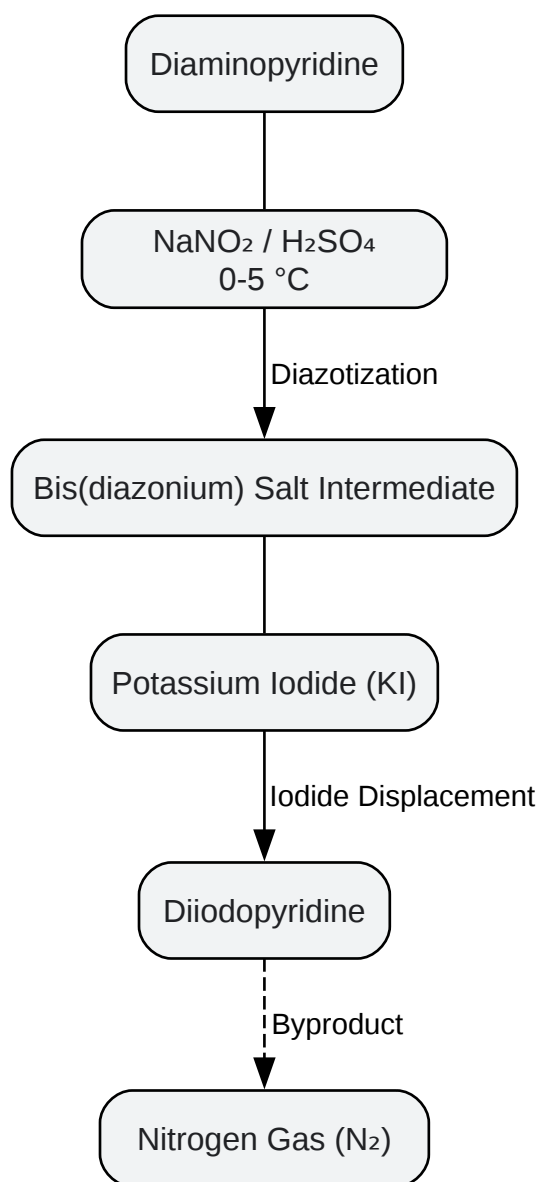 Diaminopyridine
NaNO₂ / H₂SO₄
0-5 °C
Diazotization
Bis(diazonium) Salt Intermediate
Potassium Iodide (KI)
Iodide Displacement
Diiodopyridine
Byproduct
Nitrogen Gas (N₂)